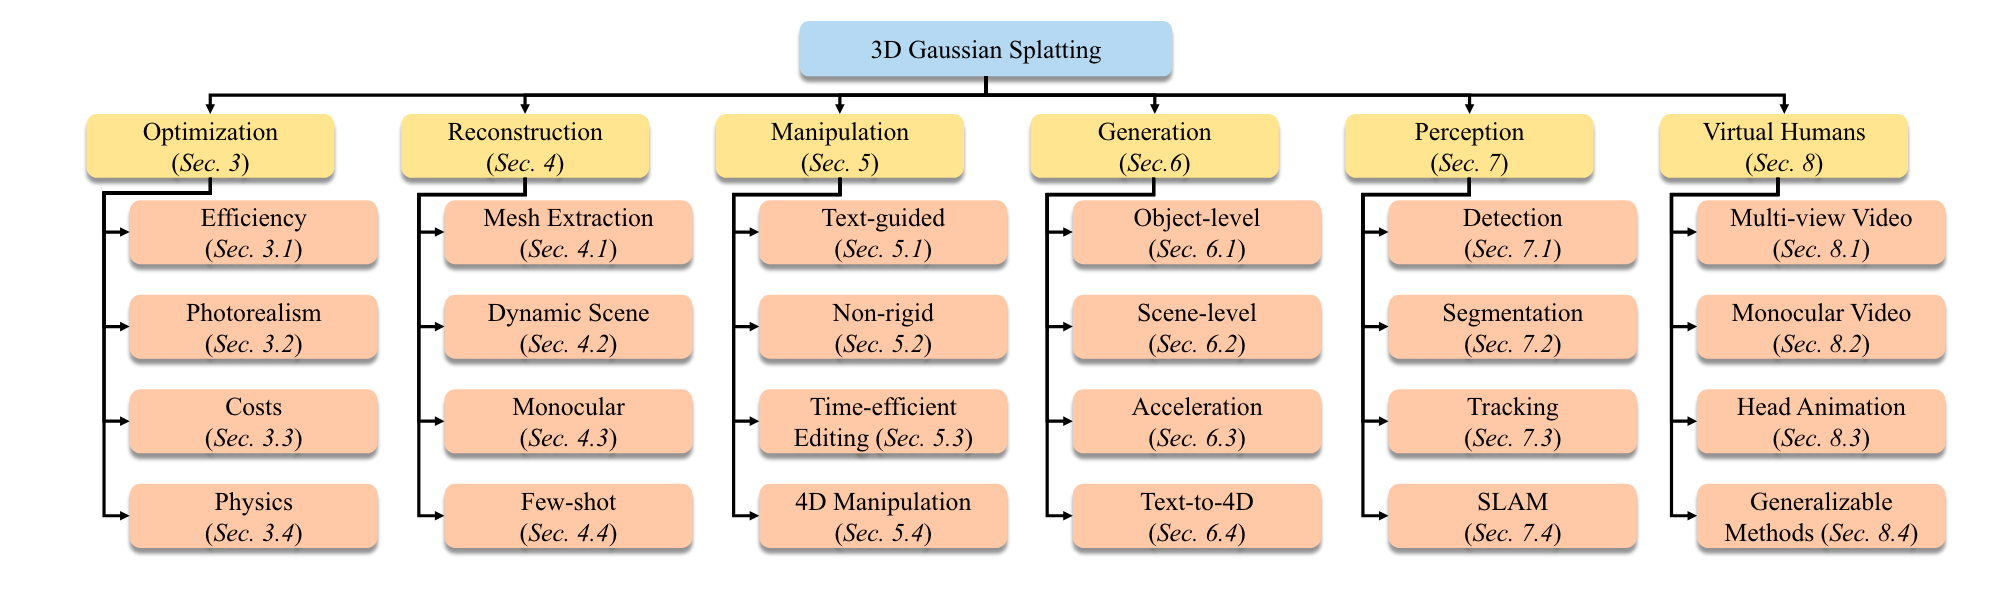 3D Gaussian Splatting
Optimization
(Sec. 3)
Efficiency
(Sec. 3.1)
Photorealism
(Sec. 3.2)
Costs
(Sec. 3.3)
Physics
(Sec. 3.4)
Reconstruction
(Sec. 4)
Mesh Extraction
(Sec. 4.1)
Dynamic Scene
(Sec. 4.2)
Monocular
(Sec. 4.3)
Few-shot
(Sec. 4.4)
Manipulation
(Sec. 5)
Text-guided
(Sec. 5.1)
Non-rigid
(Sec. 5.2)
Time-efficient
Editing (Sec. 5.3)
4D Manipulation
(Sec. 5.4)
Generation
(Sec.6)
Object-level
(Sec. 6.1)
Scene-level
(Sec. 6.2)
Acceleration
(Sec. 6.3)
Text-to-4D
(Sec. 6.4)
Perception
(Sec. 7)
Detection
(Sec. 7.1)
Segmentation
(Sec. 7.2)
Tracking
(Sec. 7.3)
SLAM
(Sec. 7.4)
Virtual Humans
(Sec. 8)
Multi-view Video
(Sec. 8.1)
Monocular Video
(Sec. 8.2)
Head Animation
(Sec. 8.3)
Generalizable
Methods (Sec. 8.4)